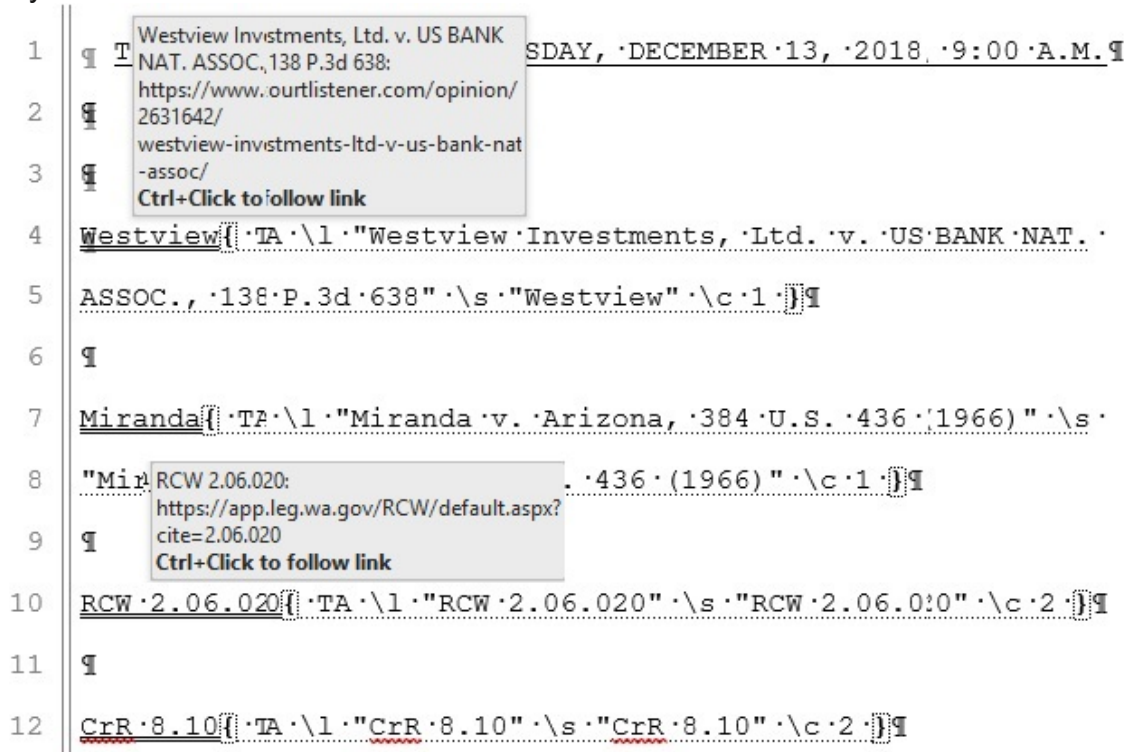 1 ¶ T SDAY, DECEMBER 13, 2018, 9:00 A.M.¶
Westview Investments, Ltd. v. US BANK
NAT. ASSOC.,138 P.3d 638:
https://www.courtlistener.com/opinion/
2631642/
westview-investments-ltd-v-us-bank-nat
-assoc/
Ctrl+Click to follow link
2 ¶
3 ¶
4 Westview{ TA \l "Westview Investments, Ltd. v. US BANK NAT.
5 ASSOC., 138 P.3d 638" \s "Westview" \c 1 }¶
6 ¶
7 Miranda{ TA \l "Miranda v. Arizona, 384 U.S. 436 (1966)" \s
8 "Mir . 436 (1966)" \c 1 }¶
RCW 2.06.020:
https://app.leg.wa.gov/RCW/default.aspx?
cite=2.06.020
Ctrl+Click to follow link
9 ¶
10 RCW 2.06.020{ TA \l "RCW 2.06.020" \s "RCW 2.06.020" \c 2 }¶
11 ¶
12 CrR 8.10{ TA \l "CrR 8.10" \s "CrR 8.10" \c 2 }¶